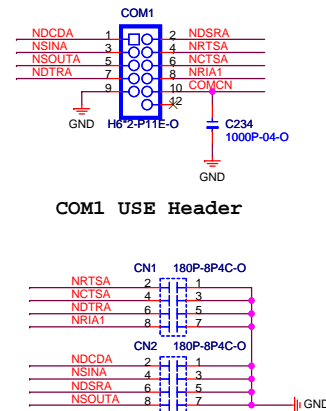 COM1
NDCDA 1 2 NDSRA
NSINA 3 4 NRTSA
NSOUTA 5 6 NCTSA
NDTRA 7 8 NRIA1
9 10 COMCN
12
GND H6*2-P11E-O C234
1000P-04-O
GND
COM1 USE Header
CN1 180P-8P4C-O
NRTSA 2 1
NCTSA 4 3
NDTRA 6 5
NRIA1 8 7
CN2 180P-8P4C-O
NDCDA 2 1
NSINA 4 3
NDSRA 6 5
NSOUTA 8 7
GND